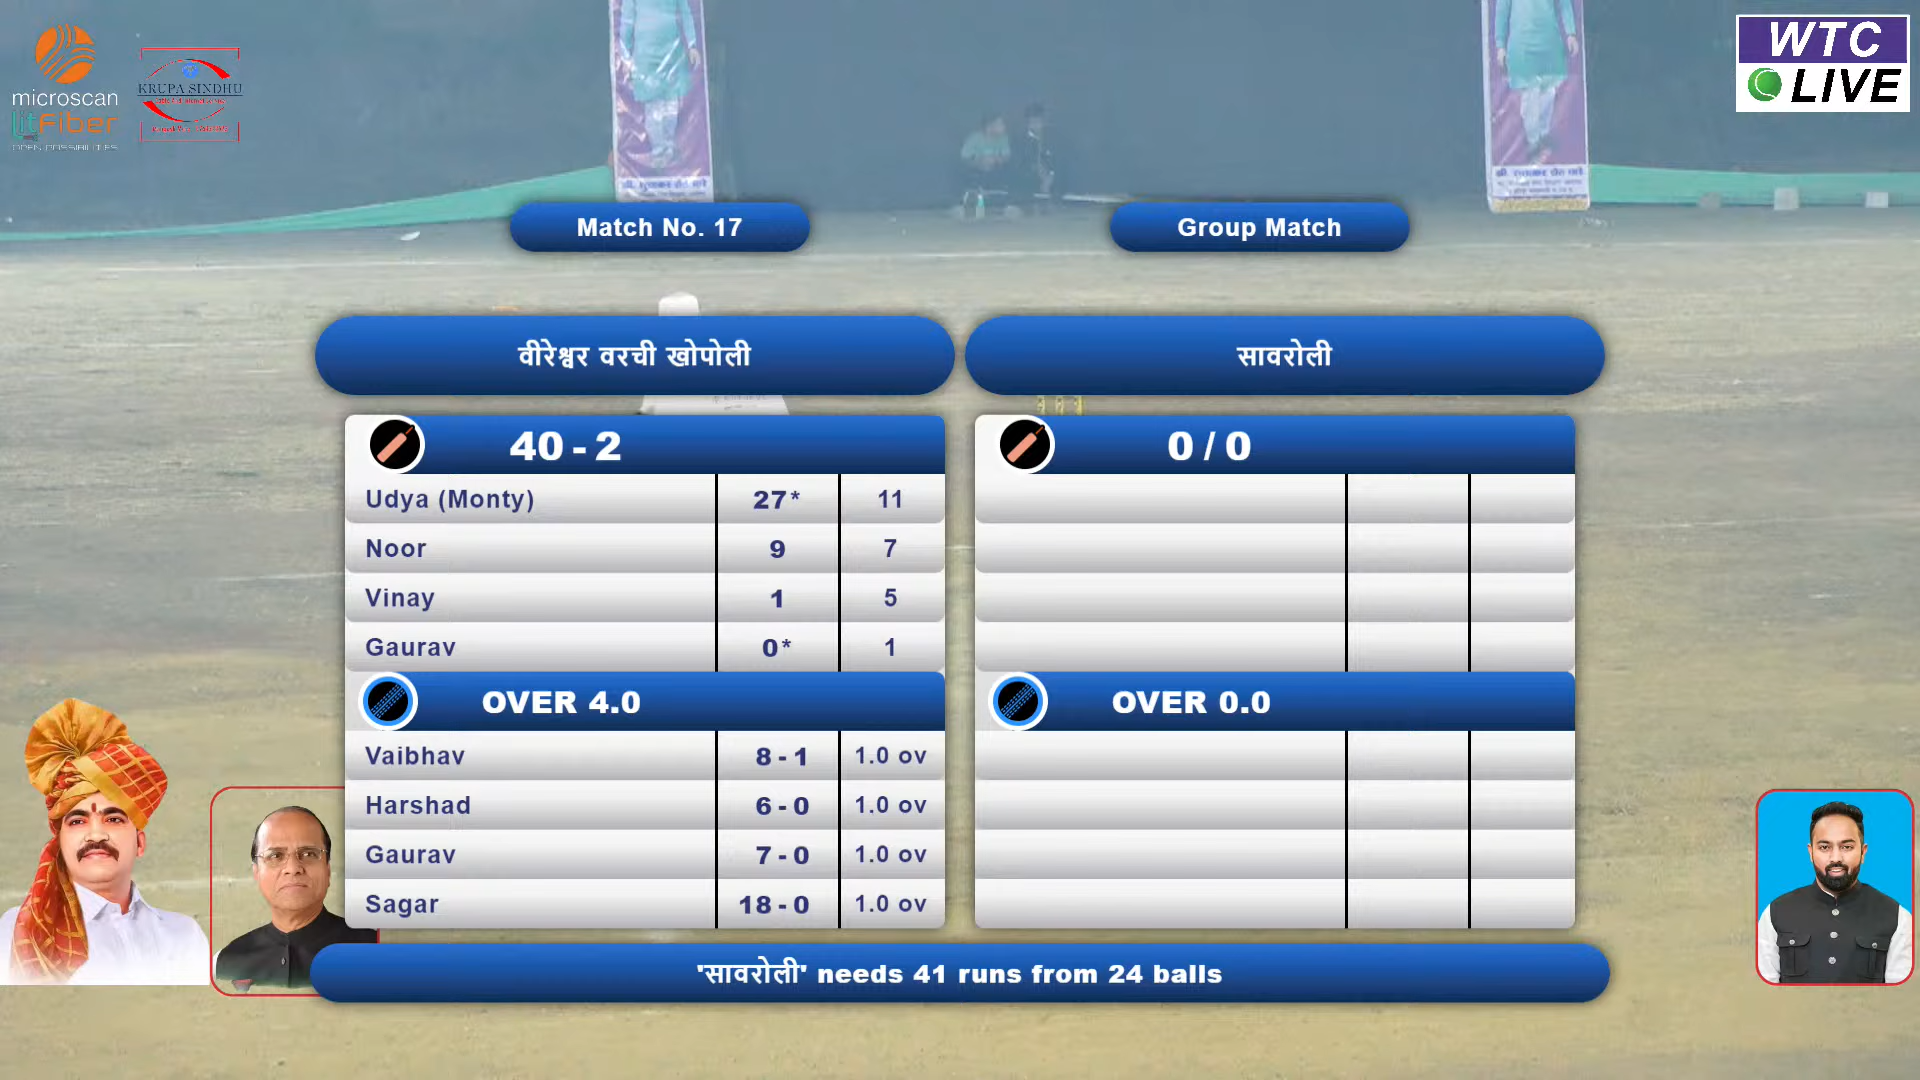 microscan
litFiber
OPEN POSSIBILITIES
KRUPA SINDHU
WTC
LIVE
Match No. 17
Group Match
वीरेश्वर वरची खोपोली
सावरोली
40 - 2
Udya (Monty) 27* 11
Noor 9 7
Vinay 1 5
Gaurav 0* 1
OVER 4.0
Vaibhav 8 - 1 1.0 ov
Harshad 6 - 0 1.0 ov
Gaurav 7 - 0 1.0 ov
Sagar 18 - 0 1.0 ov
0 / 0
OVER 0.0
'सावरोली' needs 41 runs from 24 balls